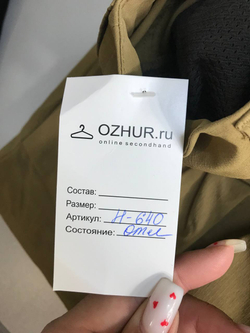 OZHUR.ru
online secondhand
Состав:
Размер:
Артикул: Н-640
Состояние: Отл